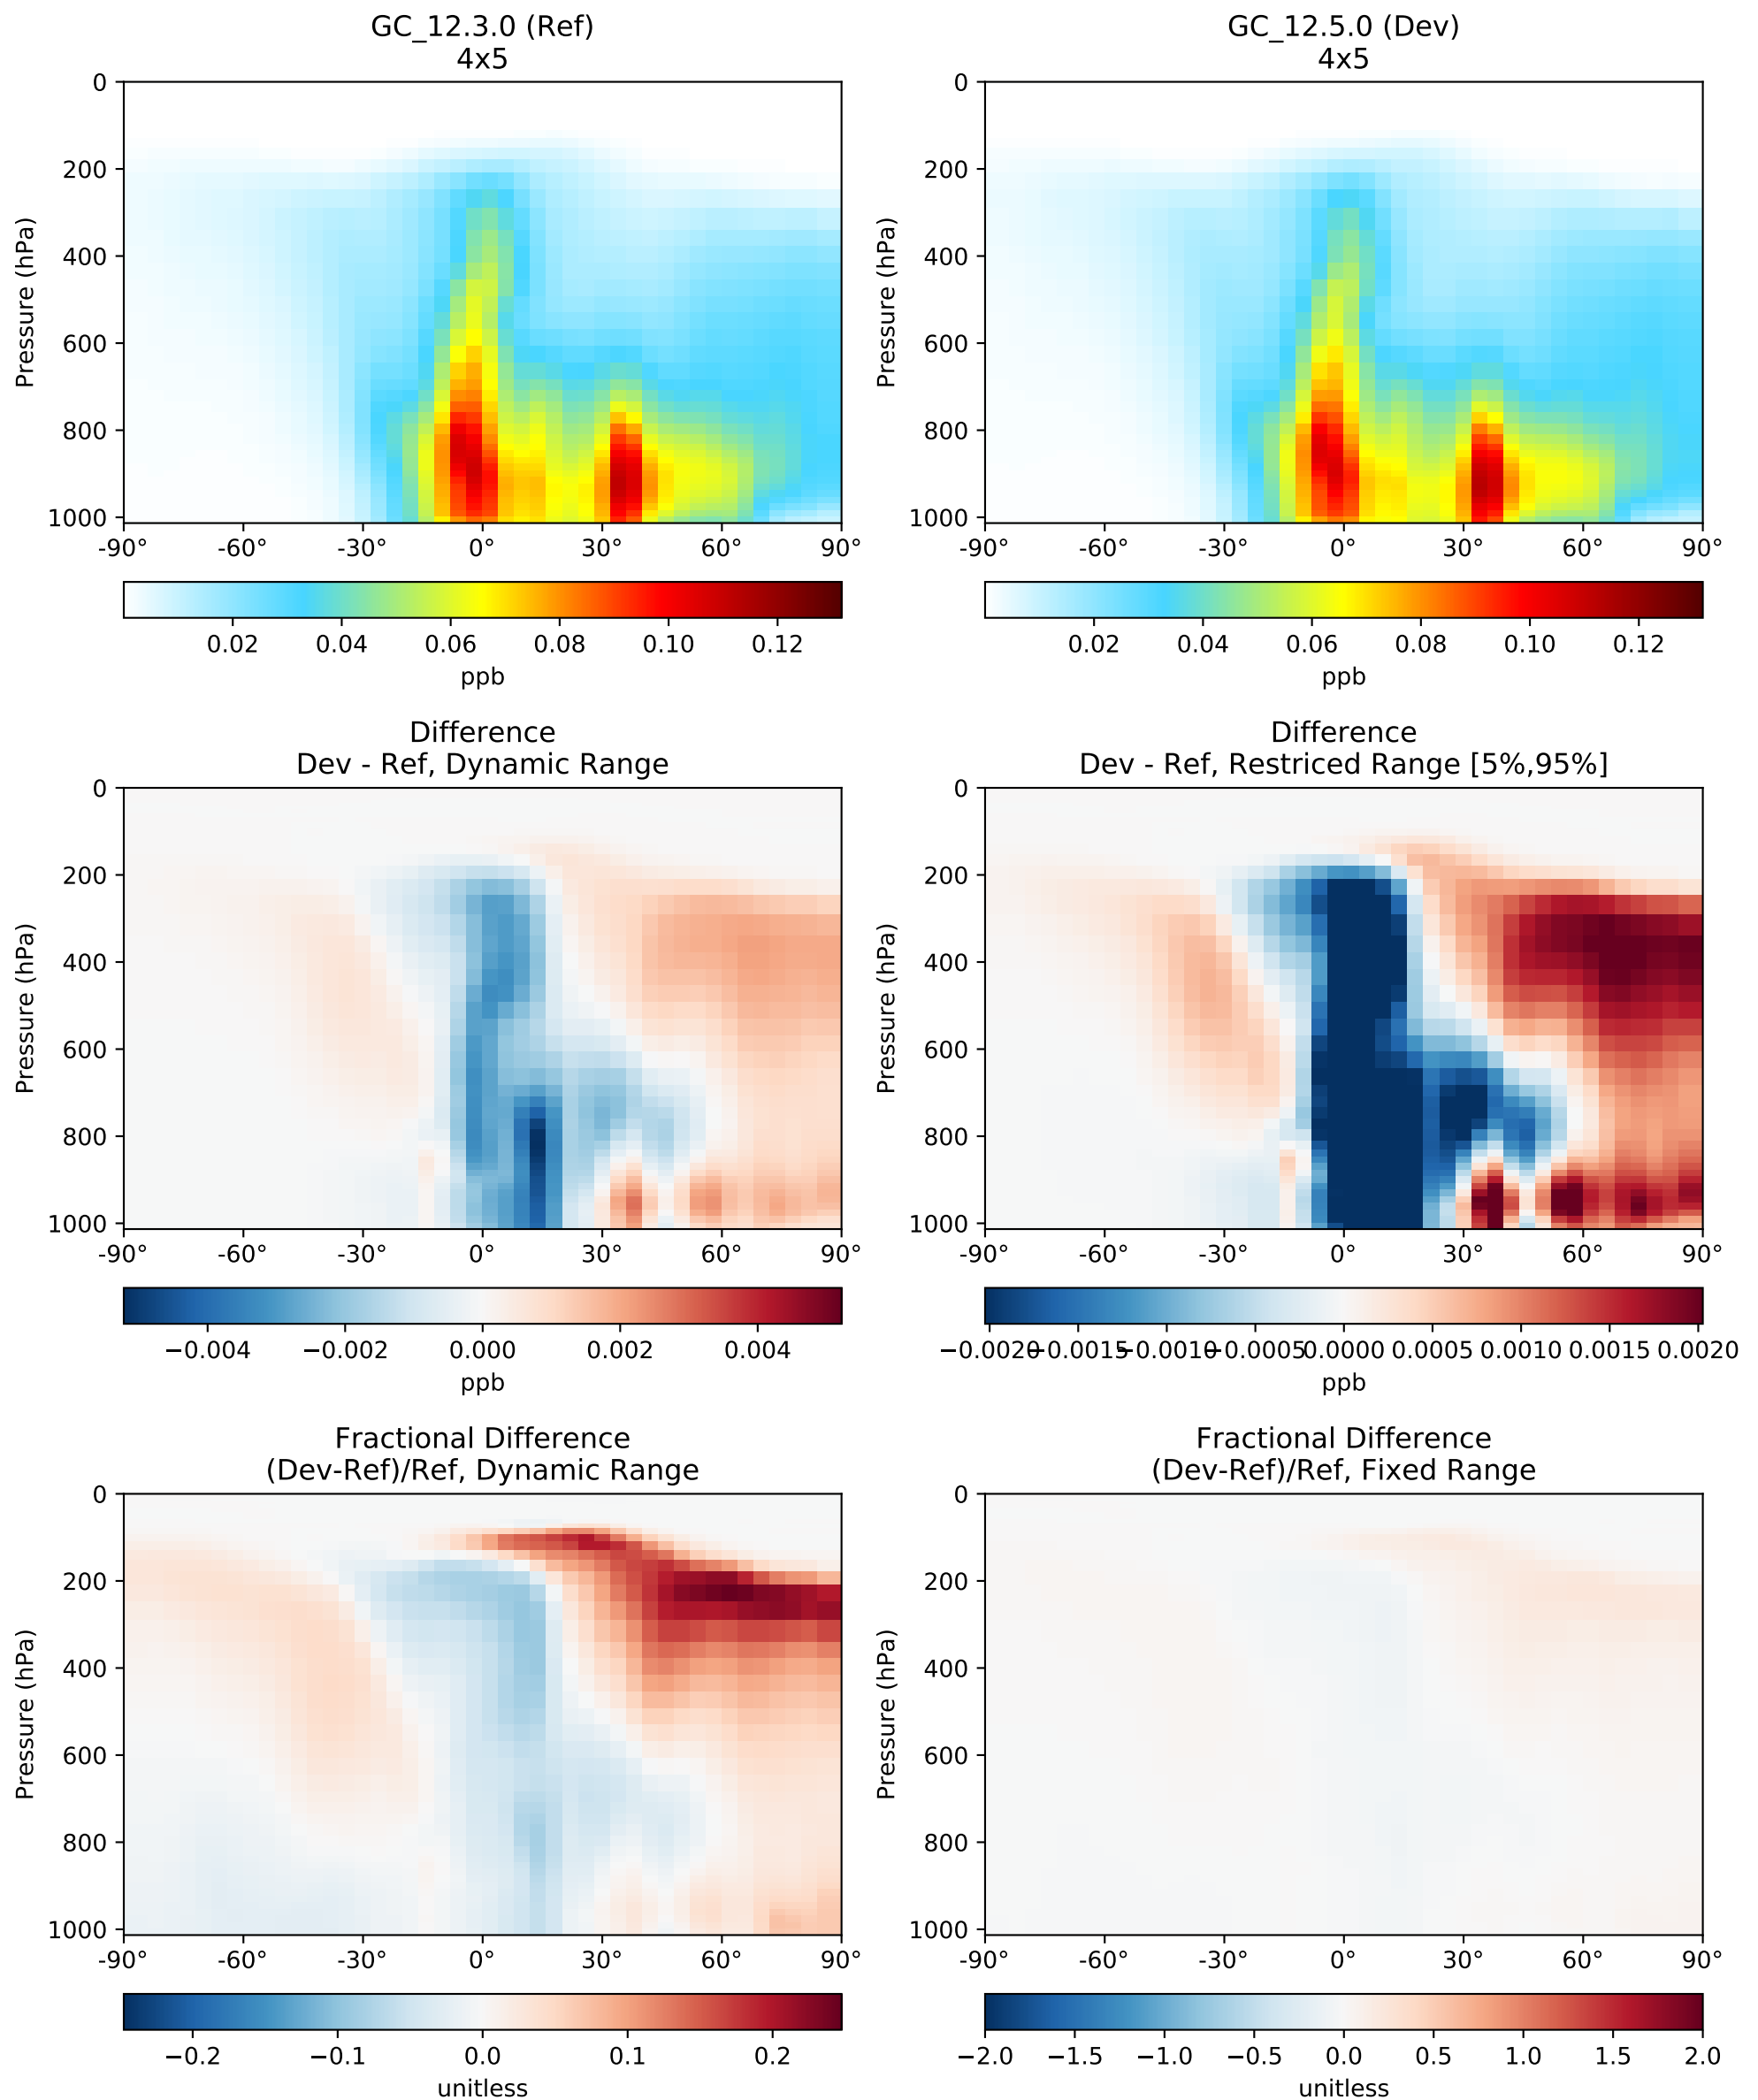 GC_12.3.0 (Ref)
4x5
0
200
400
600
800
1000
Pressure (hPa)
-90° -60° -30° 0° 30° 60° 90°
0.02 0.04 0.06 0.08 0.10 0.12
ppb
GC_12.5.0 (Dev)
4x5
0
200
400
600
800
1000
Pressure (hPa)
-90° -60° -30° 0° 30° 60° 90°
0.02 0.04 0.06 0.08 0.10 0.12
ppb
Difference
Dev - Ref, Dynamic Range
0
200
400
600
800
1000
Pressure (hPa)
-90° -60° -30° 0° 30° 60° 90°
−0.004 −0.002 0.000 0.002 0.004
ppb
Difference
Dev - Ref, Restriced Range [5%,95%]
0
200
400
600
800
1000
Pressure (hPa)
-90° -60° -30° 0° 30° 60° 90°
−0.0020 −0.0015 −0.0010 −0.0005 0.0000 0.0005 0.0010 0.0015 0.0020
ppb
Fractional Difference
(Dev-Ref)/Ref, Dynamic Range
0
200
400
600
800
1000
Pressure (hPa)
-90° -60° -30° 0° 30° 60° 90°
−0.2 −0.1 0.0 0.1 0.2
unitless
Fractional Difference
(Dev-Ref)/Ref, Fixed Range
0
200
400
600
800
1000
Pressure (hPa)
-90° -60° -30° 0° 30° 60° 90°
−2.0 −1.5 −1.0 −0.5 0.0 0.5 1.0 1.5 2.0
unitless